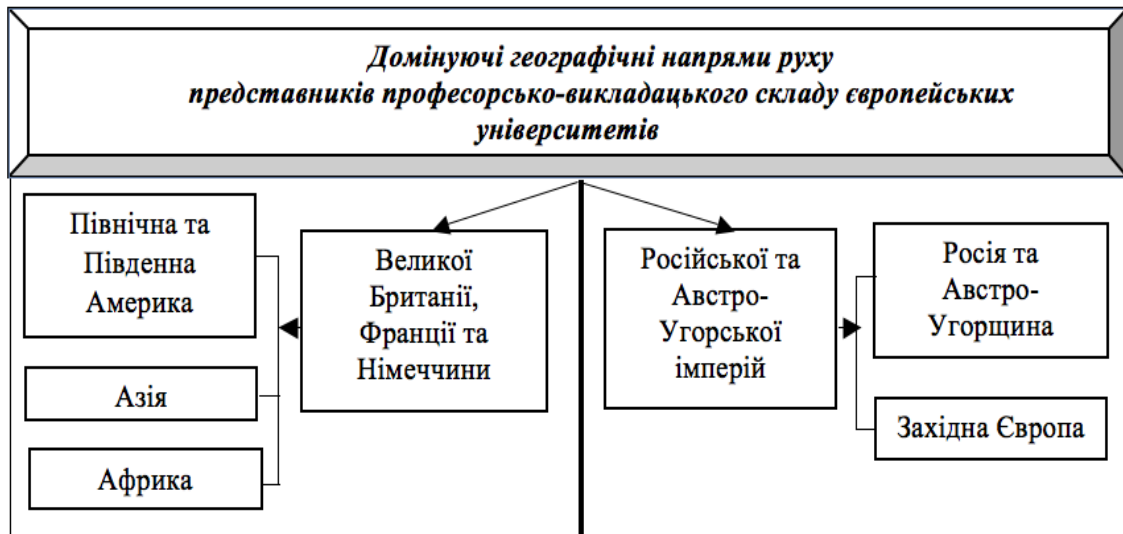 Домінуючі географічні напрями руху
представників професорсько-викладацького складу європейських
університетів
Північна та
Південна
Америка
Азія
Африка
Великої
Британії,
Франції та
Німеччини
Російської та
Австро-
Угорської
імперій
Росія та
Австро-
Угорщина
Західна Європа